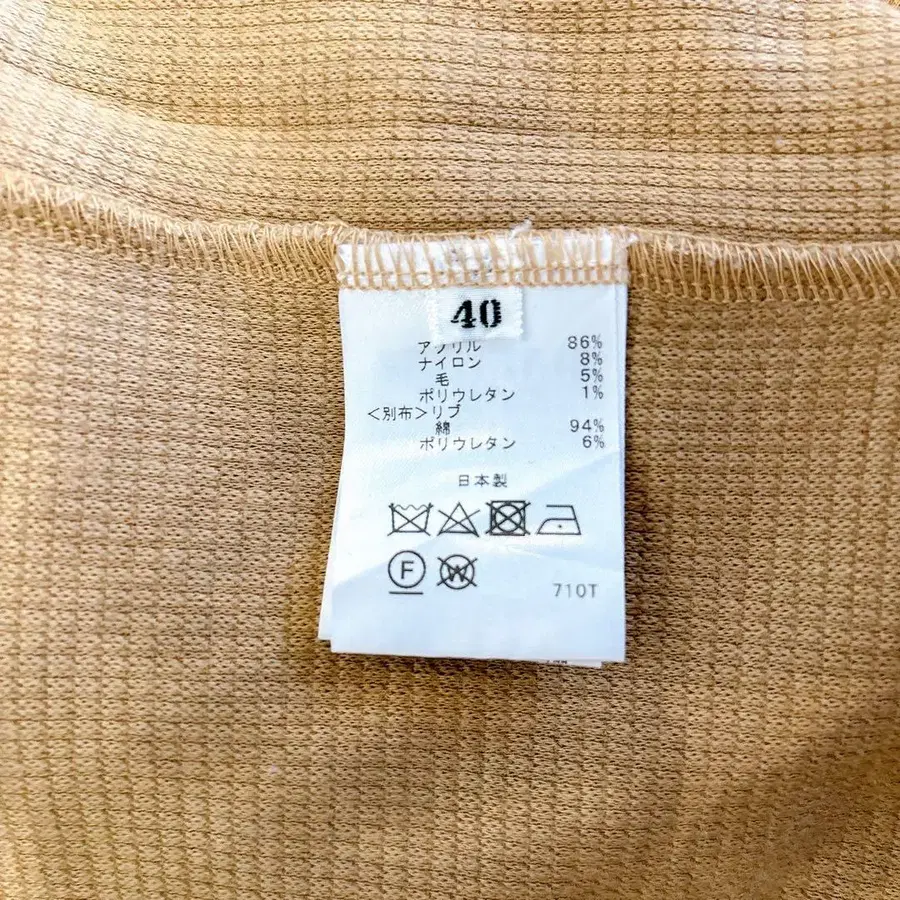 40
アクリル 86%
ナイロン 8%
毛 5%
ポリウレタン 1%
<別布>リブ
綿 94%
ポリウレタン 6%
日本製
F W
710T